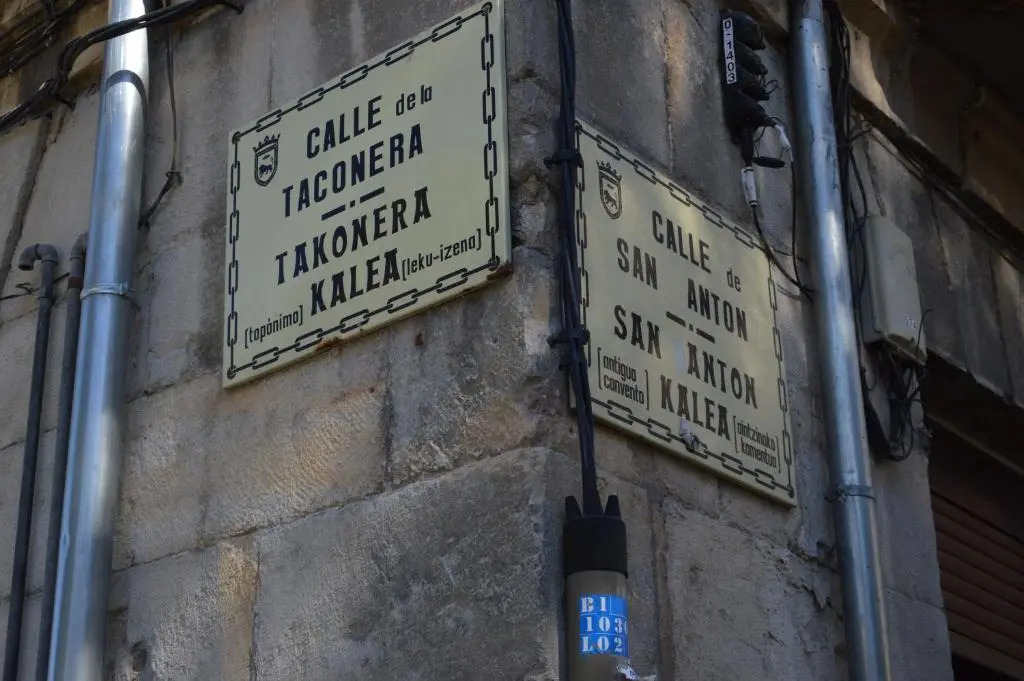 CALLE de la
TACONERA
TAKONERA
KALEA
[topónimo]
[leku-izena]
CALLE de
SAN ANTON
SAN ANTON
KALEA
[antiguo
convento]
[aintzinako
komentua]
0-1403
B1
103
L02